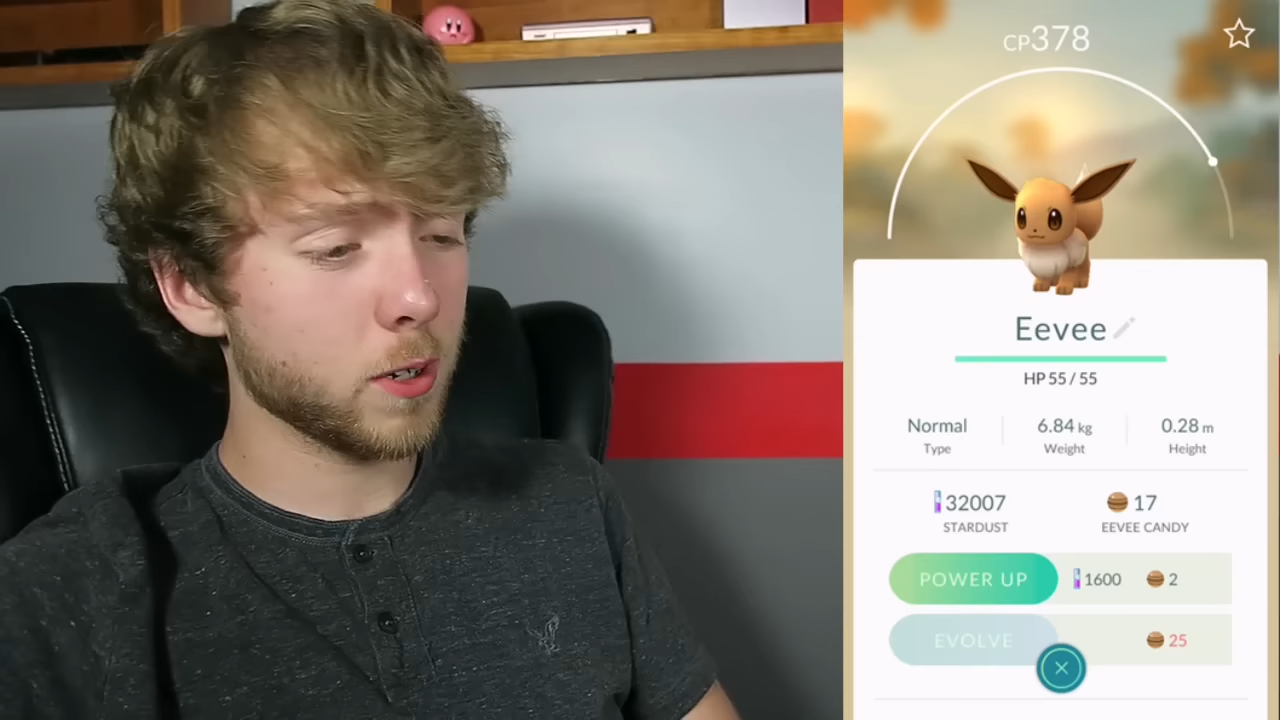 CP378
Eevee
HP 55 / 55
Normal 6.84 kg 0.28 m
Type Weight Height
32007 17
STARDUST EEVEE CANDY
POWER UP 1600 2
EVOLVE 25